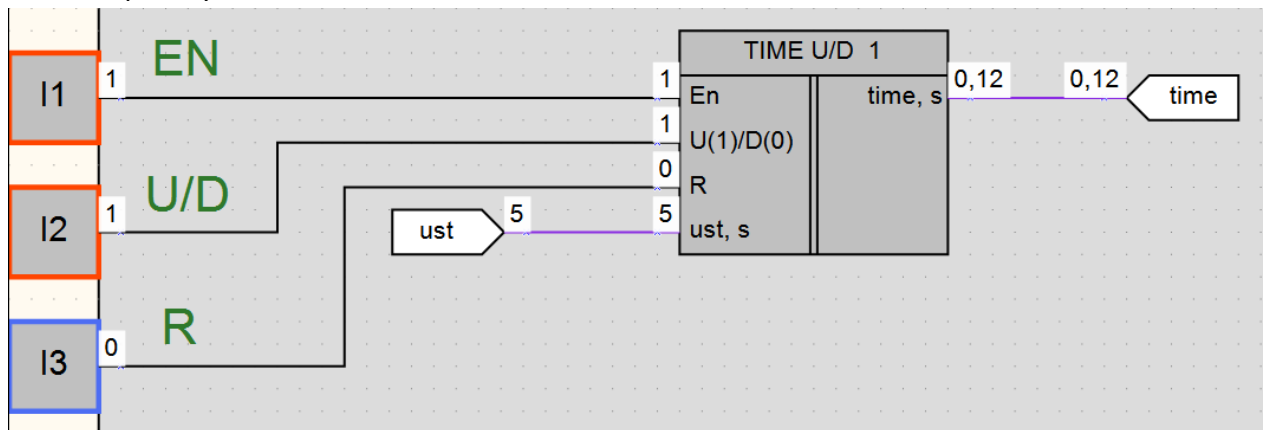 EN
TIME U/D 1
I1
1
1
En
time, s
0,12
0,12
time
1
U(1)/D(0)
U/D
0
R
I2
1
ust
5
5
ust, s
R
I3
0